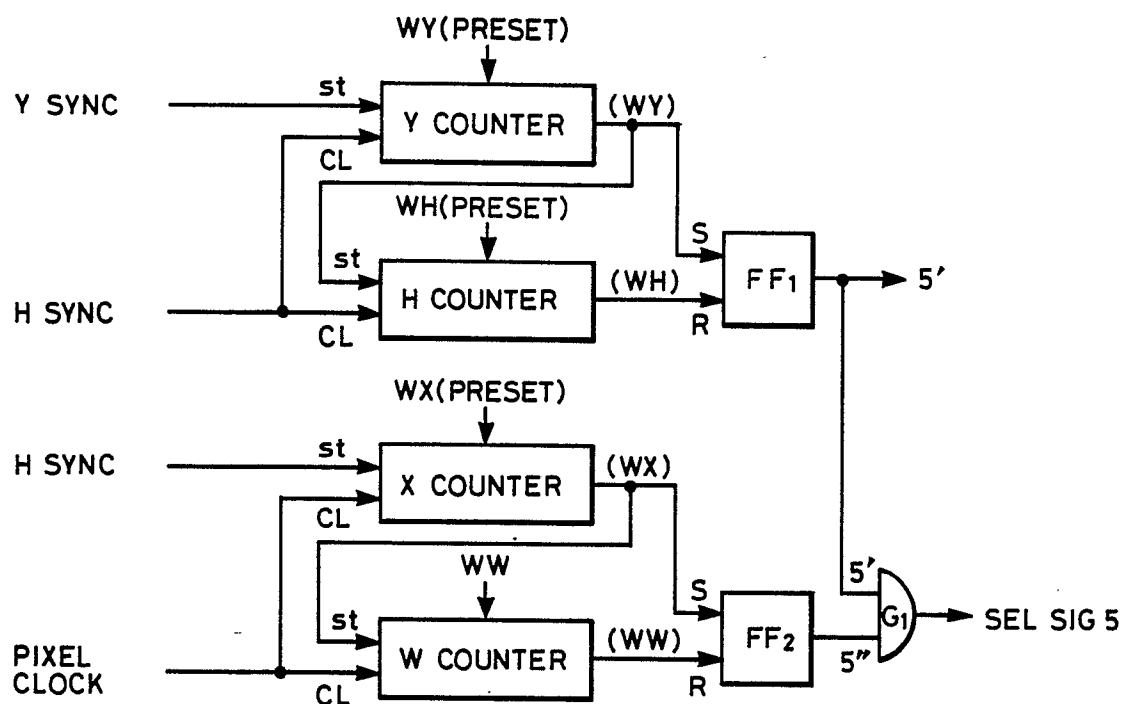 WY(PRESET)
Y SYNC
st
Y COUNTER
(WY)
CL
WH(PRESET)
st
H COUNTER
(WH)
S
FF1
5′
H SYNC
CL
R
WX(PRESET)
H SYNC
st
X COUNTER
(WX)
CL
WW
5′
st
W COUNTER
(WW)
S
FF2
G1
SEL SIG 5
5″
PIXEL
CLOCK
CL
R